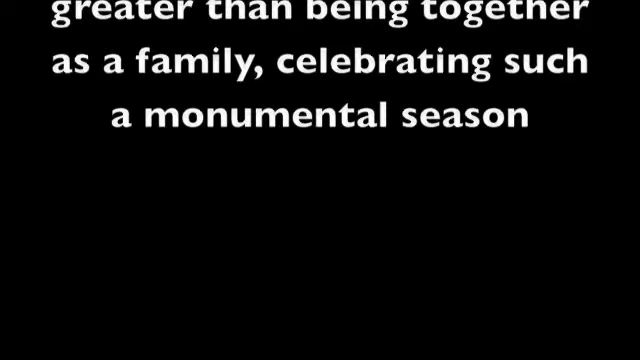 greater than being together
as a family, celebrating such
a monumental season